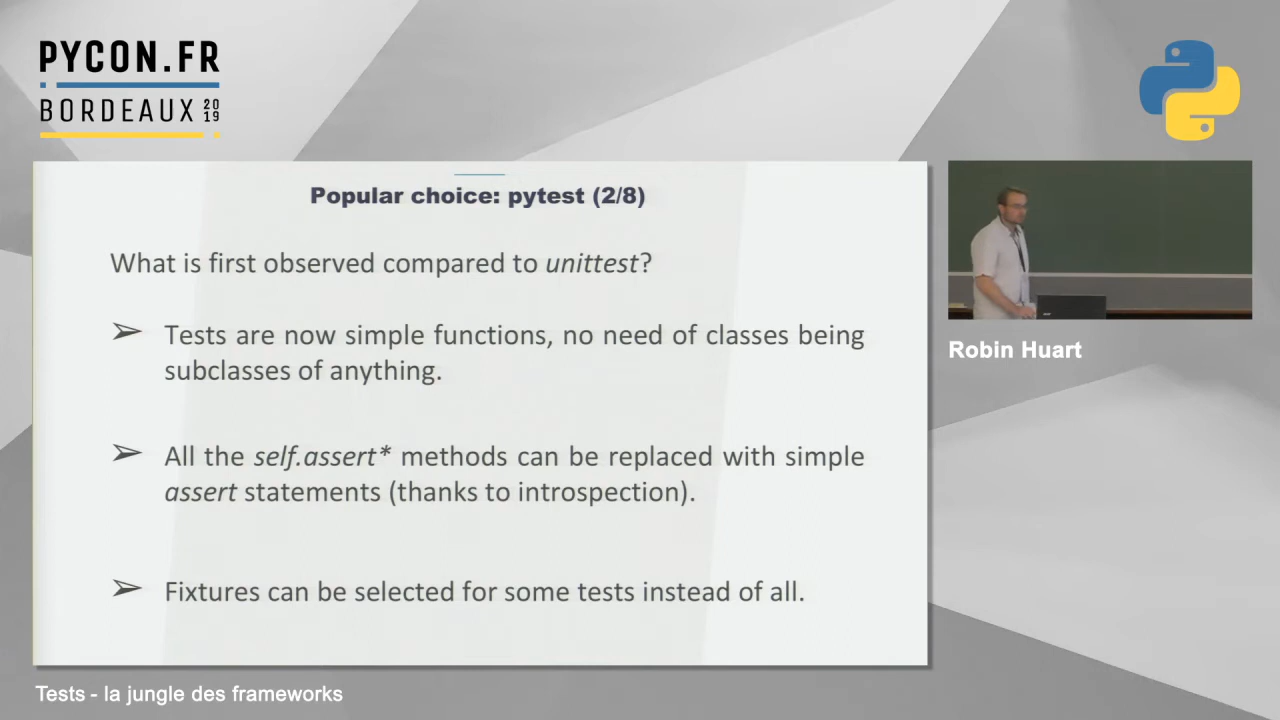 PYCON.FR
BORDEAUX 20
19
Popular choice: pytest (2/8)
What is first observed compared to unittest?
➢ Tests are now simple functions, no need of classes being
subclasses of anything.
➢ All the self.assert* methods can be replaced with simple
assert statements (thanks to introspection).
➢ Fixtures can be selected for some tests instead of all.
Robin Huart
Tests - la jungle des frameworks